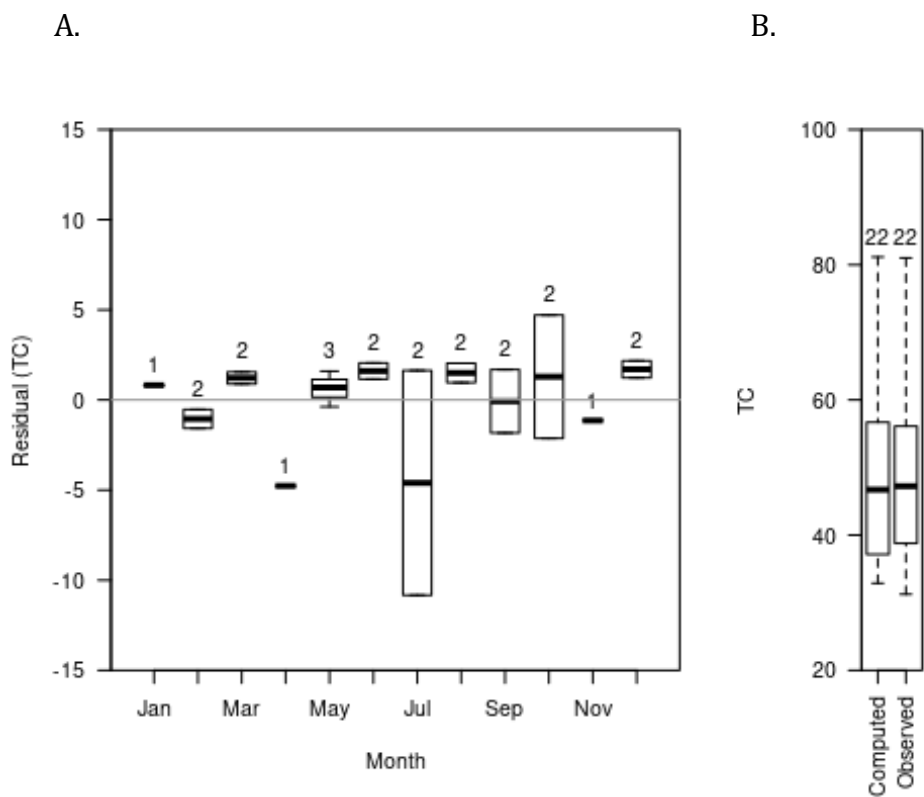 A.
B.
15
10
5
0
-5
-10
-15
Residual (TC)
1
2
2
1
3
2
2
2
2
2
1
2
Jan
Mar
May
Jul
Sep
Nov
Month
100
80
60
40
20
TC
22 22
Computed
Observed